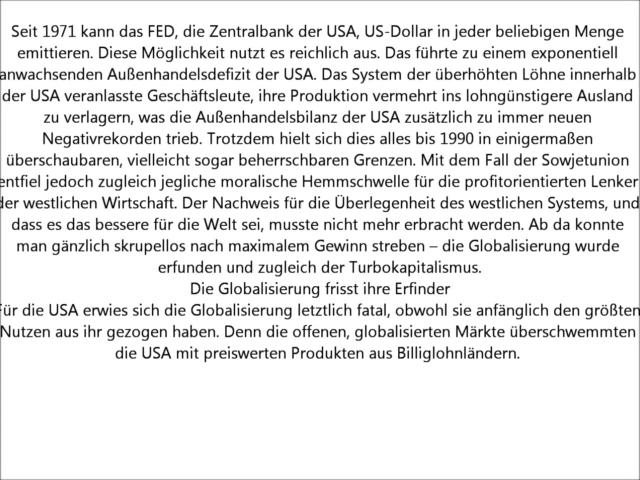 Seit 1971 kann das FED, die Zentralbank der USA, US-Dollar in jeder beliebigen Menge
emittieren. Diese Möglichkeit nutzt es reichlich aus. Das führte zu einem exponentiell
anwachsenden Außenhandelsdefizit der USA. Das System der überhöhten Löhne innerhalb
der USA veranlasste Geschäftsleute, ihre Produktion vermehrt ins lohngünstigere Ausland
zu verlagern, was die Außenhandelsbilanz der USA zusätzlich zu immer neuen
Negativrekorden trieb. Trotzdem hielt sich dies alles bis 1990 in einigermaßen
überschaubaren, vielleicht sogar beherrschbaren Grenzen. Mit dem Fall der Sowjetunion
entfiel jedoch zugleich jegliche moralische Hemmschwelle für die profitorientierten Lenker
der westlichen Wirtschaft. Der Nachweis für die Überlegenheit des westlichen Systems, und
dass es das bessere für die Welt sei, musste nicht mehr erbracht werden. Ab da konnte
man gänzlich skrupellos nach maximalem Gewinn streben – die Globalisierung wurde
erfunden und zugleich der Turbokapitalismus.
Die Globalisierung frisst ihre Erfinder
Für die USA erwies sich die Globalisierung letztlich fatal, obwohl sie anfänglich den größten
Nutzen aus ihr gezogen haben. Denn die offenen, globalisierten Märkte überschwemmten
die USA mit preiswerten Produkten aus Billiglohnländern.